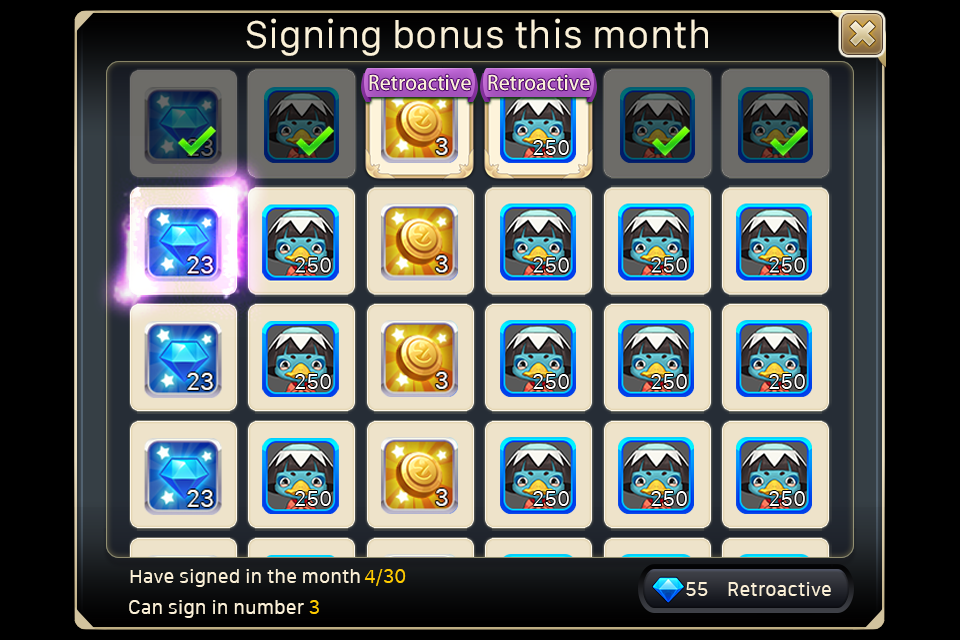 Signing bonus this month
Retroactive Retroactive
23 3 250
23 250 3 250 250 250
23 250 3 250 250 250
23 250 3 250 250 250
Have signed in the month 4/30
Can sign in number 3
55 Retroactive